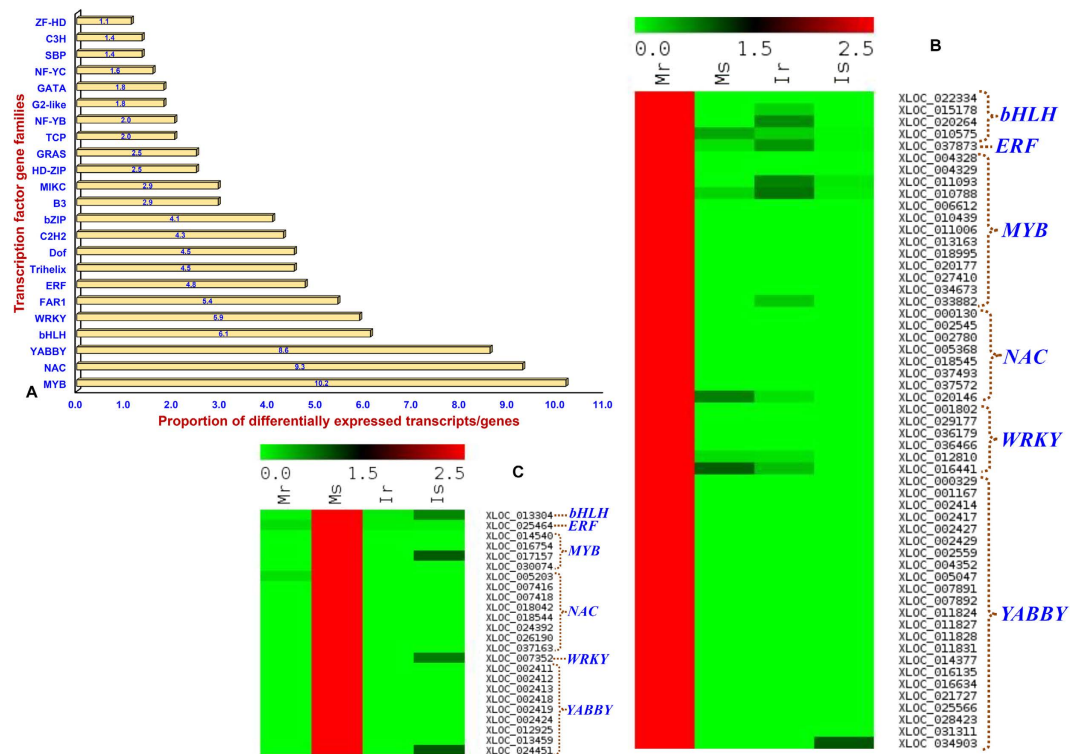 Transcription factor gene families
ZF-HD 1.1
C3H 1.4
SBP 1.4
NF-YC 1.6
GATA 1.8
G2-like 1.8
NF-YB 2.0
TCP 2.0
GRAS 2.5
HD-ZIP 2.5
MIKC 2.9
B3 2.9
bZIP 4.1
C2H2 4.3
Dof 4.5
Trihelix 4.5
ERF 4.8
FAR1 5.4
WRKY 5.9
bHLH 6.1
YABBY 8.6
NAC 9.3
MYB 10.2
A
0.0 1.0 2.0 3.0 4.0 5.0 6.0 7.0 8.0 9.0 10.0 11.0
Proportion of differentially expressed transcripts/genes
B
0.0 1.5 2.5
Mr Ms Ir Is
XLOC_022334
XLOC_015178
XLOC_020264
XLOC_010575
bHLH
XLOC_037873
ERF
XLOC_004328
XLOC_004329
XLOC_011093
XLOC_010788
XLOC_006612
XLOC_010439
XLOC_011006
XLOC_013163
XLOC_018995
XLOC_020177
XLOC_027410
XLOC_034673
XLOC_033882
MYB
XLOC_000130
XLOC_002545
XLOC_002780
XLOC_005368
XLOC_018545
XLOC_037493
XLOC_037572
XLOC_020146
NAC
XLOC_001802
XLOC_029177
XLOC_036179
XLOC_036466
XLOC_012810
XLOC_016441
WRKY
XLOC_000329
XLOC_001167
XLOC_002414
XLOC_002417
XLOC_002427
XLOC_002429
XLOC_002559
XLOC_004352
XLOC_005047
XLOC_007891
XLOC_007892
XLOC_011824
XLOC_011827
XLOC_011828
XLOC_011831
XLOC_014377
XLOC_016135
XLOC_016634
XLOC_021727
XLOC_025566
XLOC_028423
XLOC_031311
XLOC_034903
YABBY
C
0.0 1.5 2.5
Mr Ms Ir Is
XLOC_013304
bHLH
XLOC_025464
ERF
XLOC_014540
XLOC_016754
XLOC_017157
XLOC_030074
MYB
XLOC_005203
XLOC_007416
XLOC_007418
XLOC_018042
XLOC_018544
XLOC_024392
XLOC_026190
XLOC_037163
NAC
XLOC_007352
WRKY
XLOC_002411
XLOC_002412
XLOC_002413
XLOC_002418
XLOC_002419
XLOC_002424
XLOC_012925
XLOC_013459
XLOC_024451
YABBY